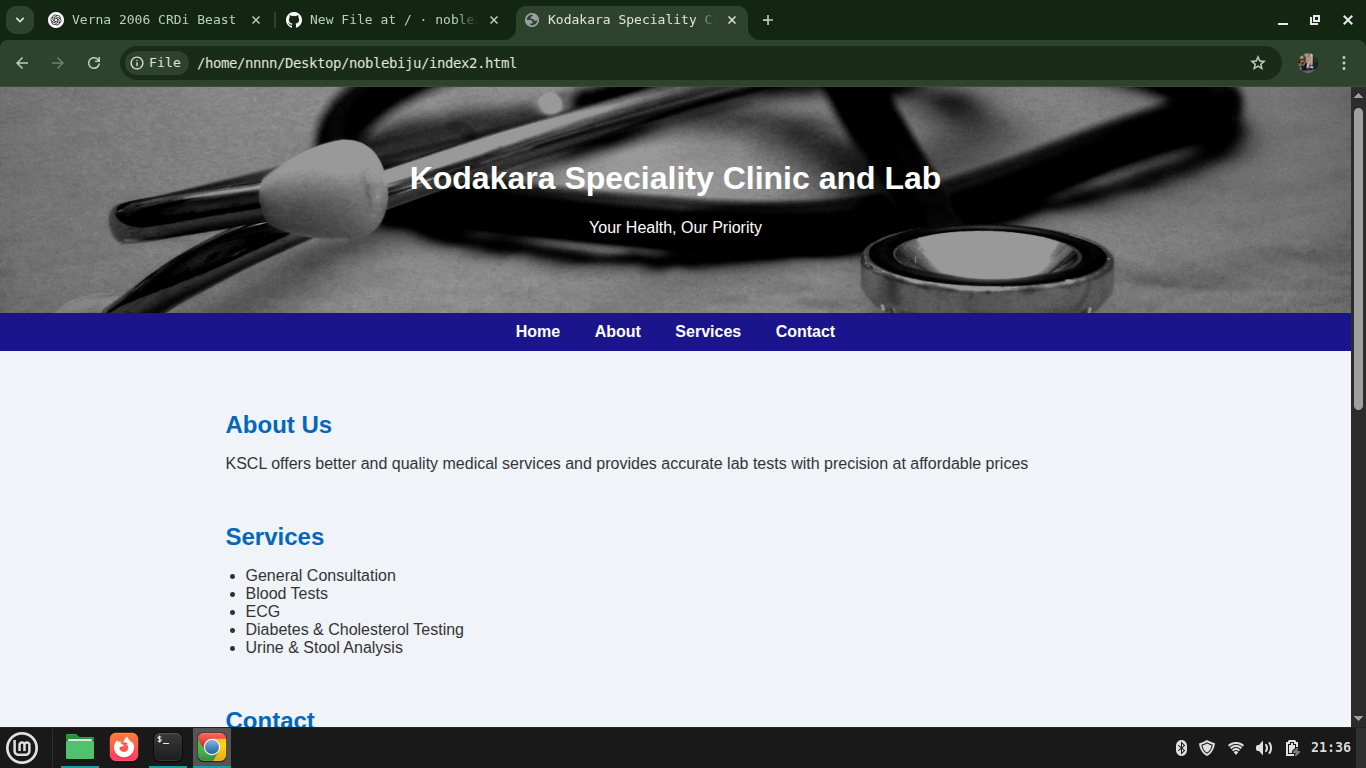 Verna 2006 CRDi Beast
New File at / · noble
Kodakara Speciality C
File
/home/nnnn/Desktop/noblebiju/index2.html
Kodakara Speciality Clinic and Lab
Your Health, Our Priority
Home About Services Contact
About Us
KSCL offers better and quality medical services and provides accurate lab tests with precision at affordable prices
Services
General Consultation
Blood Tests
ECG
Diabetes & Cholesterol Testing
Urine & Stool Analysis
Contact
$_
21:36